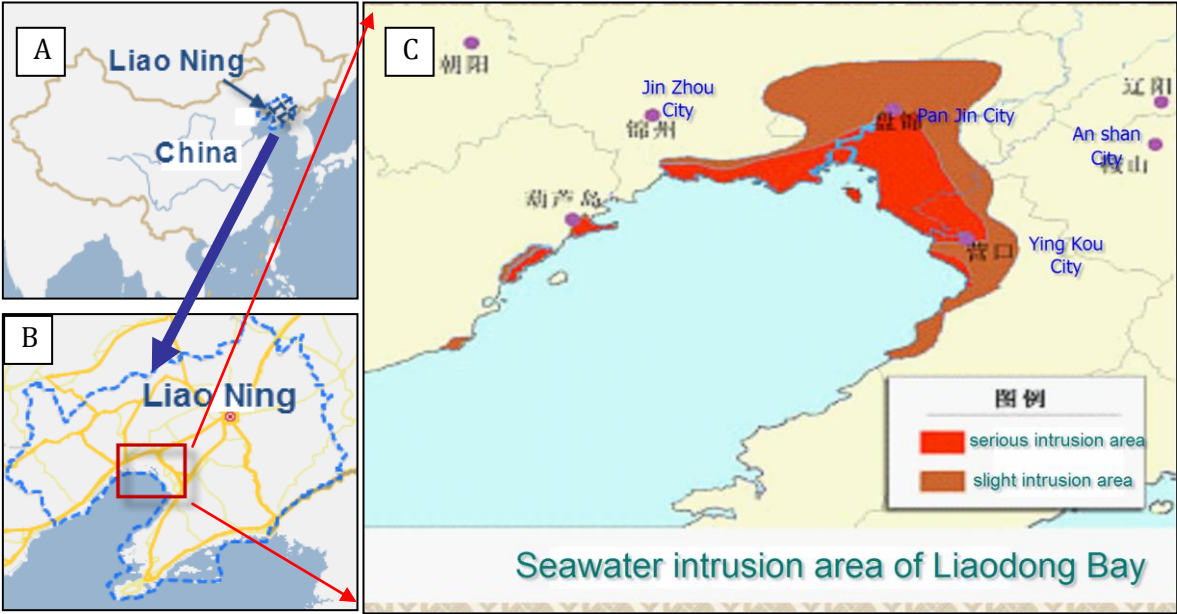 A
Liao Ning
China
B
Liao Ning
C
朝阳
Jin Zhou
City
锦州
葫芦岛
盘锦
Pan Jin City
辽阳
An shan
City
鞍山
营口
Ying Kou
City
图例
serious intrusion area
slight intrusion area
Seawater intrusion area of Liaodong Bay